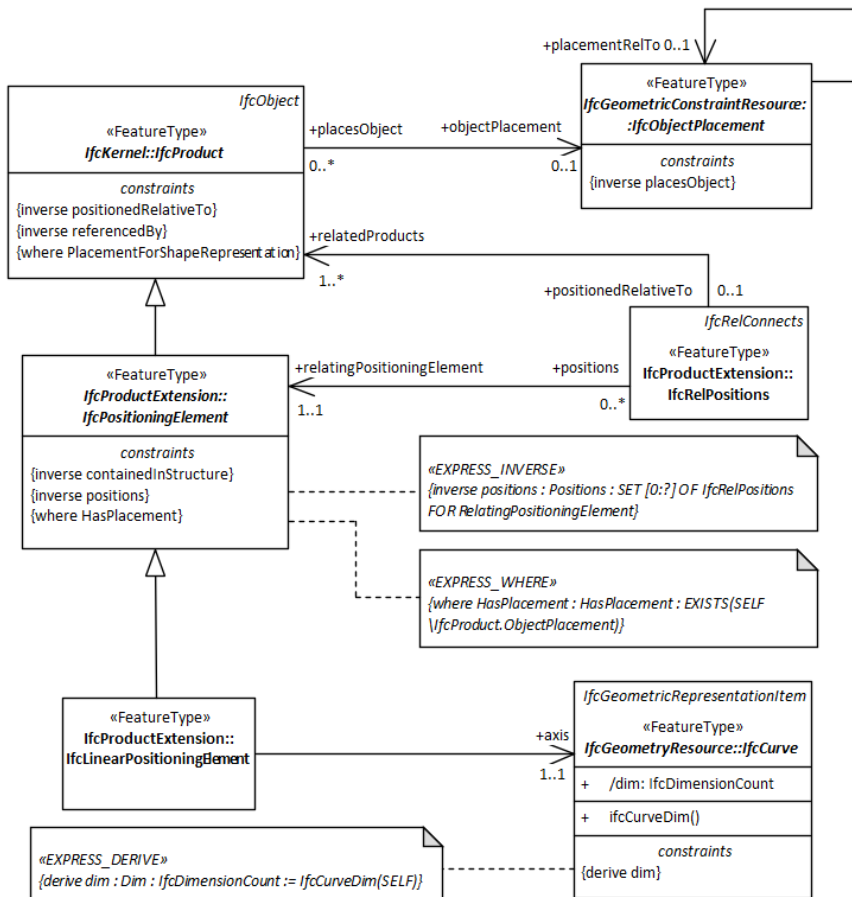 +placementRelTo 0..1
«FeatureType»
IfcGeometricConstraintResource:
:IfcObjectPlacement
constraints
{inverse placesObject}
IfcObject
«FeatureType»
IfcKernel::IfcProduct
constraints
{inverse positionedRelativeTo}
{inverse referencedBy}
{where PlacementForShapeRepresentation}
+placesObject
+objectPlacement
0..*
0..1
+relatedProducts
1..*
+positionedRelativeTo
0..1
IfcRelConnects
«FeatureType»
IfcProductExtension::
IfcRelPositions
«FeatureType»
IfcProductExtension::
IfcPositioningElement
constraints
{inverse containedInStructure}
{inverse positions}
{where HasPlacement}
+relatingPositioningElement
+positions
1..1
0..*
«EXPRESS_INVERSE»
{inverse positions : Positions : SET [0:?] OF IfcRelPositions
FOR RelatingPositioningElement}
«EXPRESS_WHERE»
{where HasPlacement : HasPlacement : EXISTS(SELF
\IfcProduct.ObjectPlacement)}
«FeatureType»
IfcProductExtension::
IfcLinearPositioningElement
+axis
1..1
IfcGeometricRepresentationItem
«FeatureType»
IfcGeometryResource::IfcCurve
+ /dim: IfcDimensionCount
+ ifcCurveDim()
constraints
{derive dim}
«EXPRESS_DERIVE»
{derive dim : Dim : IfcDimensionCount := IfcCurveDim(SELF)}